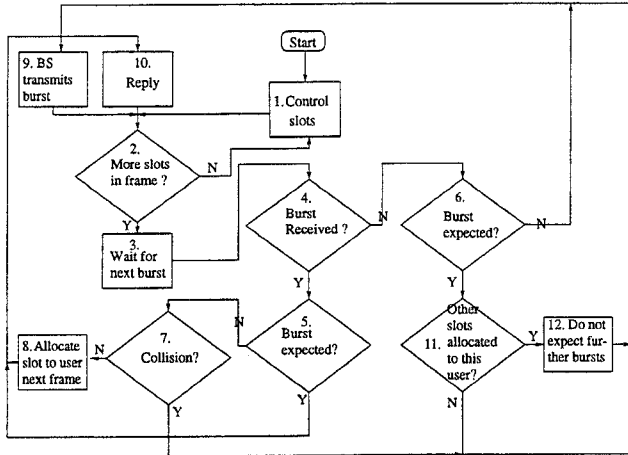 Start
9. BS
transmits
burst
10.
Reply
1. Control
slots
2.
More slots
in frame ?
N
Y
3.
Wait for
next burst
4.
Burst
Received ?
N
Y
6.
Burst
expected?
N
Y
5.
Burst
expected?
N
Y
7.
Collision?
N
Y
8. Allocate
slot to user
next frame
Other
slots
allocated
11. to this
user?
Y
N
12. Do not
expect fur-
ther bursts